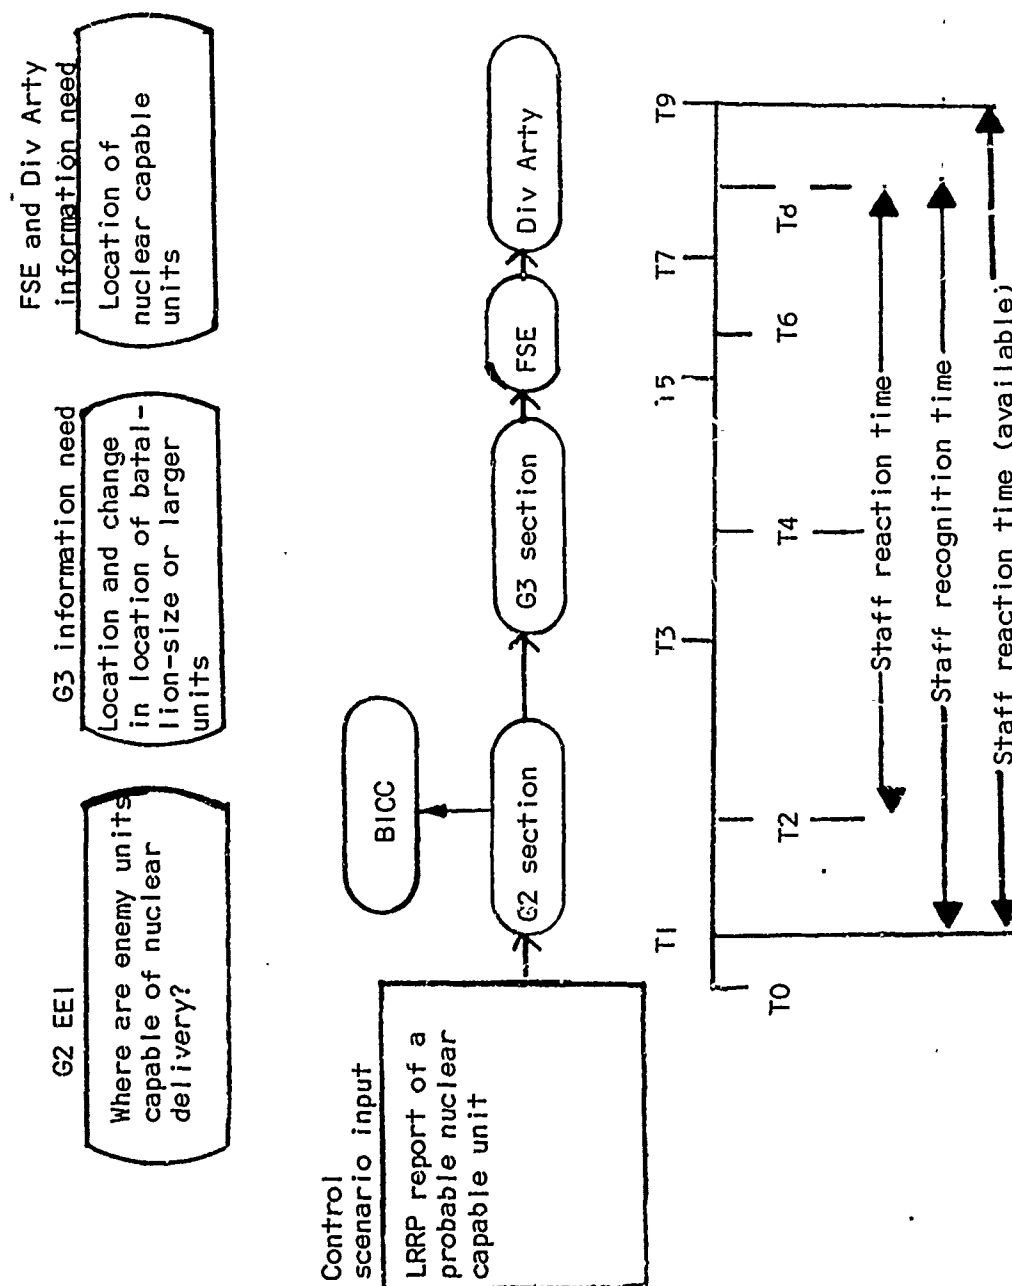 G2 EEI
Where are enemy units
capable of nuclear
delivery?
G3 information need
Location and change
in location of batal-
lion-size or larger
units
FSE and Div Arty
information need
Location of
nuclear capable
units
Control
scenario input
LRRP report of a
probable nuclear
capable unit
BICC
G2 section
G3 section
FSE
Div Arty
T0
T1
T2
T3
T4
T5
T6
T7
T8
T9
Staff reaction time
Staff recognition time
Staff reaction time (available)